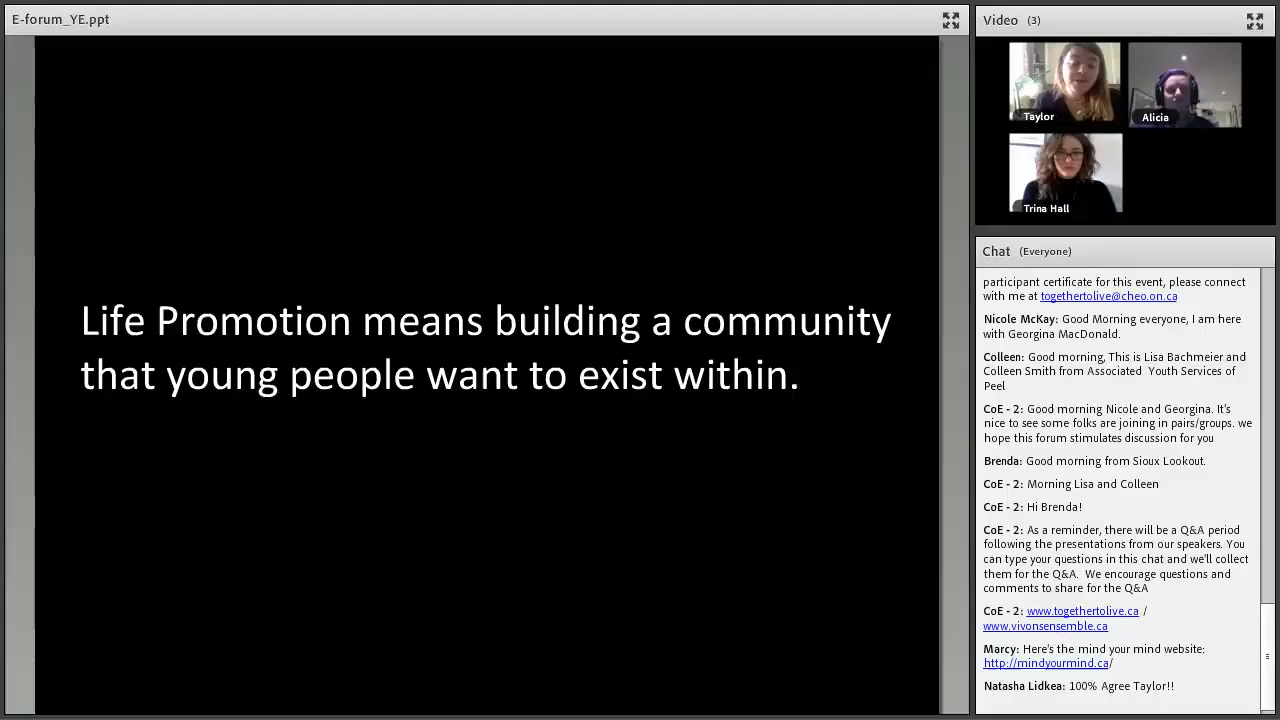 E-forum_YE.ppt
Life Promotion means building a community
that young people want to exist within.
Video (3)
Taylor
Alicia
Trina Hall
Chat (Everyone)
participant certificate for this event, please connect
with me at togethertolive@cheo.on.ca
Nicole McKay: Good Morning everyone, I am here
with Georgina MacDonald.
Colleen: Good morning, This is Lisa Bachmeier and
Colleen Smith from Associated Youth Services of
Peel
CoE - 2: Good morning Nicole and Georgina. It's
nice to see some folks are joining in pairs/groups. we
hope this forum stimulates discussion for you
Brenda: Good morning from Sioux Lookout.
CoE - 2: Morning Lisa and Colleen
CoE - 2: Hi Brenda!
CoE - 2: As a reminder, there will be a Q&A period
following the presentations from our speakers. You
can type your questions in this chat and we'll collect
them for the Q&A. We encourage questions and
comments to share for the Q&A
CoE - 2: www.togethertolive.ca /
www.vivonsensemble.ca
Marcy: Here's the mind your mind website:
http://mindyourmind.ca/
Natasha Lidkea: 100% Agree Taylor!!